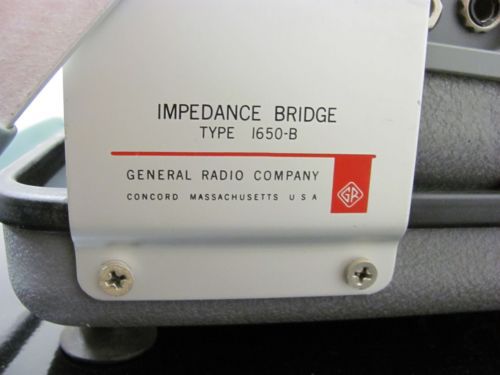 IMPEDANCE BRIDGE
TYPE 1650-B
GENERAL RADIO COMPANY
CONCORD MASSACHUSETTS U S A
GR